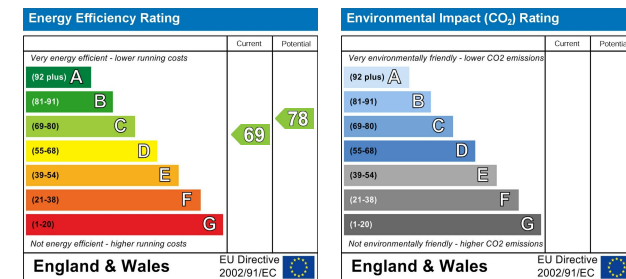 Energy Efficiency Rating
Current Potential
Very energy efficient - lower running costs
(92 plus) A
(81-91) B
(69-80) C
(55-68) D
(39-54) E
(21-38) F
(1-20) G
69
78
Not energy efficient - higher running costs
England & Wales
EU Directive
2002/91/EC
Environmental Impact (CO₂) Rating
Current Potential
Very environmentally friendly - lower CO2 emissions
(92 plus) A
(81-91) B
(69-80) C
(55-68) D
(39-54) E
(21-38) F
(1-20) G
Not environmentally friendly - higher CO2 emissions
England & Wales
EU Directive
2002/91/EC